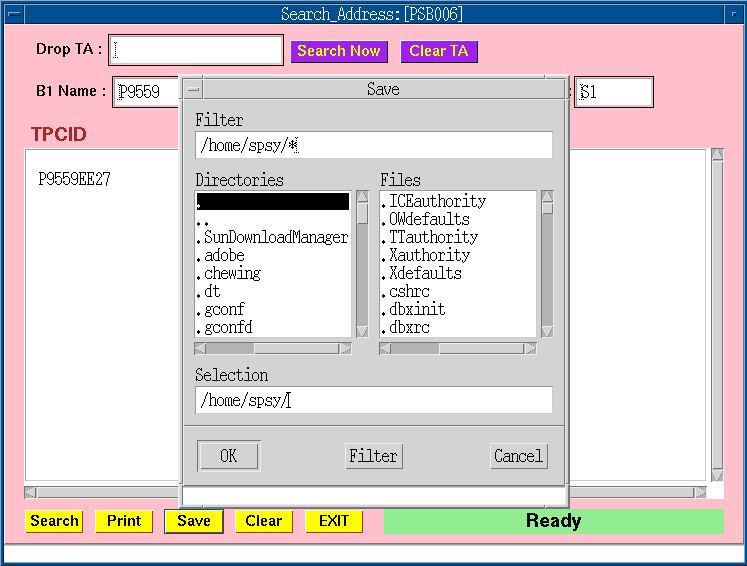 Search_Address:[PSB006]
Drop TA :
Search Now
Clear TA
B1 Name :
P9559
:
S1
TPCID
P9559EE27
Save
Filter
/home/spsy/*
Directories
.
..
.SunDownloadManager
.adobe
.chewing
.dt
.gconf
.gconfd
Files
.ICEauthority
.OWdefaults
.TTauthority
.Xauthority
.Xdefaults
.cshrc
.dbxinit
.dbxrc
Selection
/home/spsy/
OK
Filter
Cancel
Search
Print
Save
Clear
EXIT
Ready